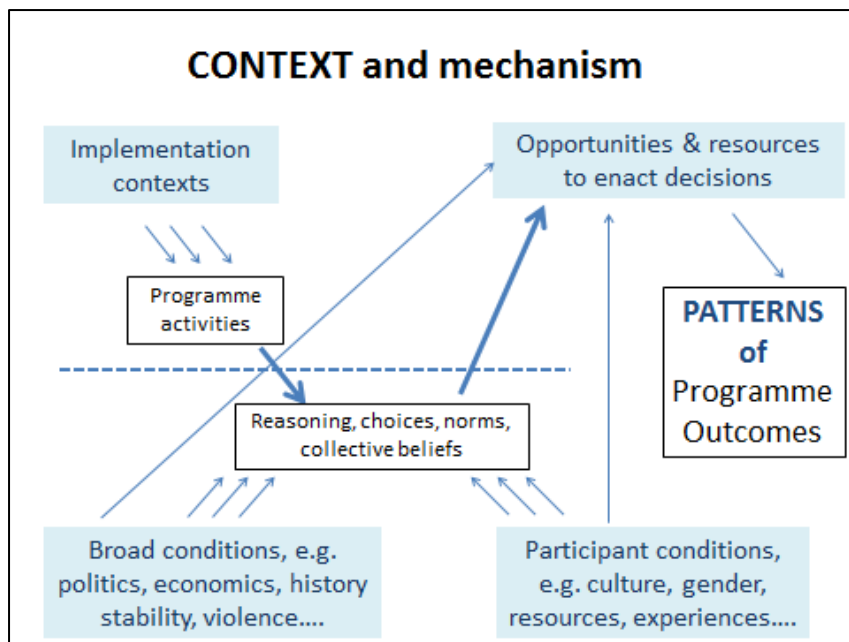 CONTEXT and mechanism
Implementation
contexts
Opportunities & resources
to enact decisions
Programme
activities
PATTERNS
of
Programme
Outcomes
Reasoning, choices, norms,
collective beliefs
Broad conditions, e.g.
politics, economics, history
stability, violence....
Participant conditions,
e.g. culture, gender,
resources, experiences....